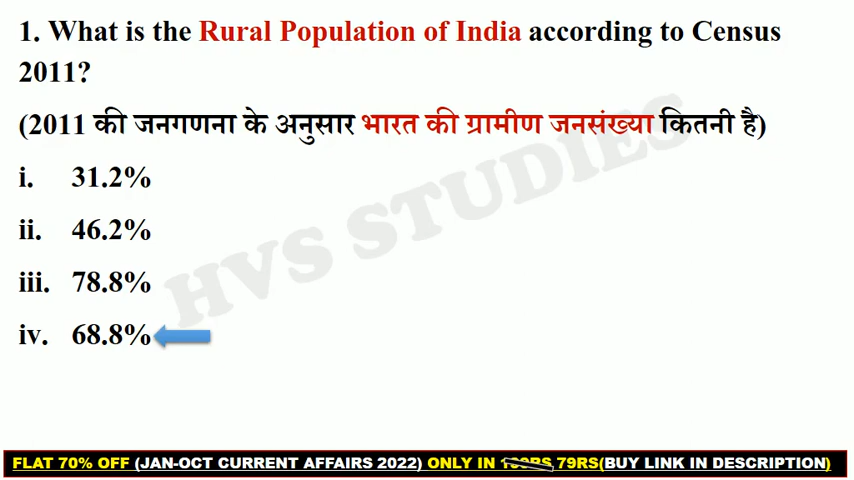 1. What is the Rural Population of India according to Census
2011?
(2011 की जनगणना के अनुसार भारत की ग्रामीण जनसंख्या कितनी है)
i. 31.2%
ii. 46.2%
iii. 78.8%
iv. 68.8%
HVS STUDIES
FLAT 70% OFF (JAN-OCT CURRENT AFFAIRS 2022) ONLY IN 199RS 79RS(BUY LINK IN DESCRIPTION)